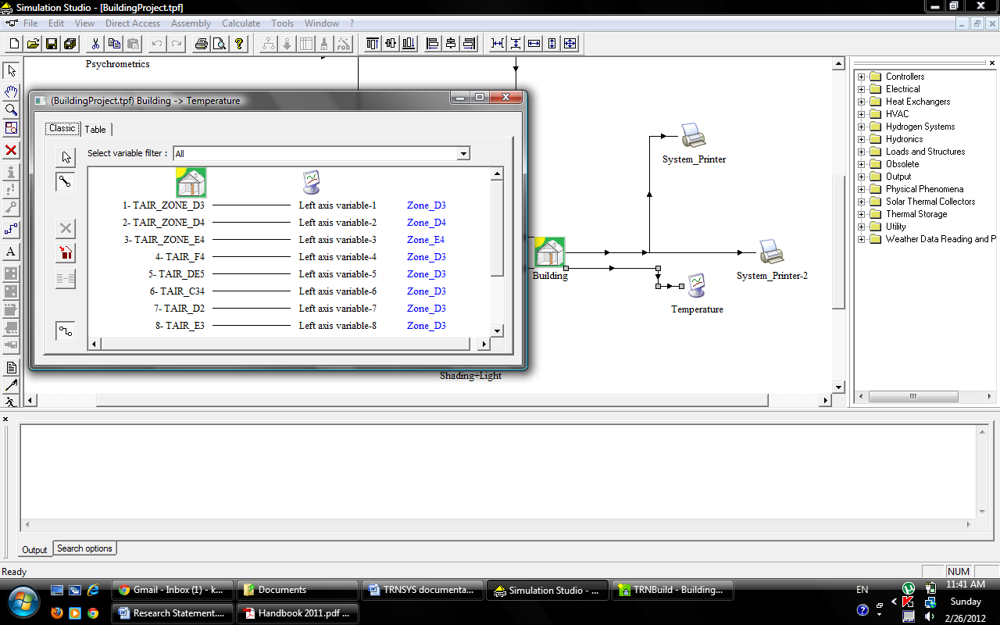 Simulation Studio - [BuildingProject.tpf]
File Edit View Direct Access Assembly Calculate Tools Window ?
Psychrometrics
(BuildingProject.tpf) Building -> Temperature
Classic Table
Select variable filter : All
1- TAIR_ZONE_D3 Left axis variable-1 Zone_D3
2- TAIR_ZONE_D4 Left axis variable-2 Zone_D4
3- TAIR_ZONE_E4 Left axis variable-3 Zone_E4
4- TAIR_F4 Left axis variable-4 Zone_D3
5- TAIR_DE5 Left axis variable-5 Zone_D3
6- TAIR_C34 Left axis variable-6 Zone_D3
7- TAIR_D2 Left axis variable-7 Zone_D3
8- TAIR_E3 Left axis variable-8 Zone_D3
System_Printer
Building
System_Printer-2
Temperature
Shading+Light
Controllers
Electrical
Heat Exchangers
HVAC
Hydrogen Systems
Hydronics
Loads and Structures
Obsolete
Output
Physical Phenomena
Solar Thermal Collectors
Thermal Storage
Utility
Weather Data Reading and P
A
FOR
Output Search options
Ready
NUM
Gmail - Inbox (1) - k...
Documents
TRNSYS documenta...
Simulation Studio - ...
TRNBuild - Building...
Research Statement....
Handbook 2011.pdf ...
EN
11:41 AM
Sunday
2/26/2012